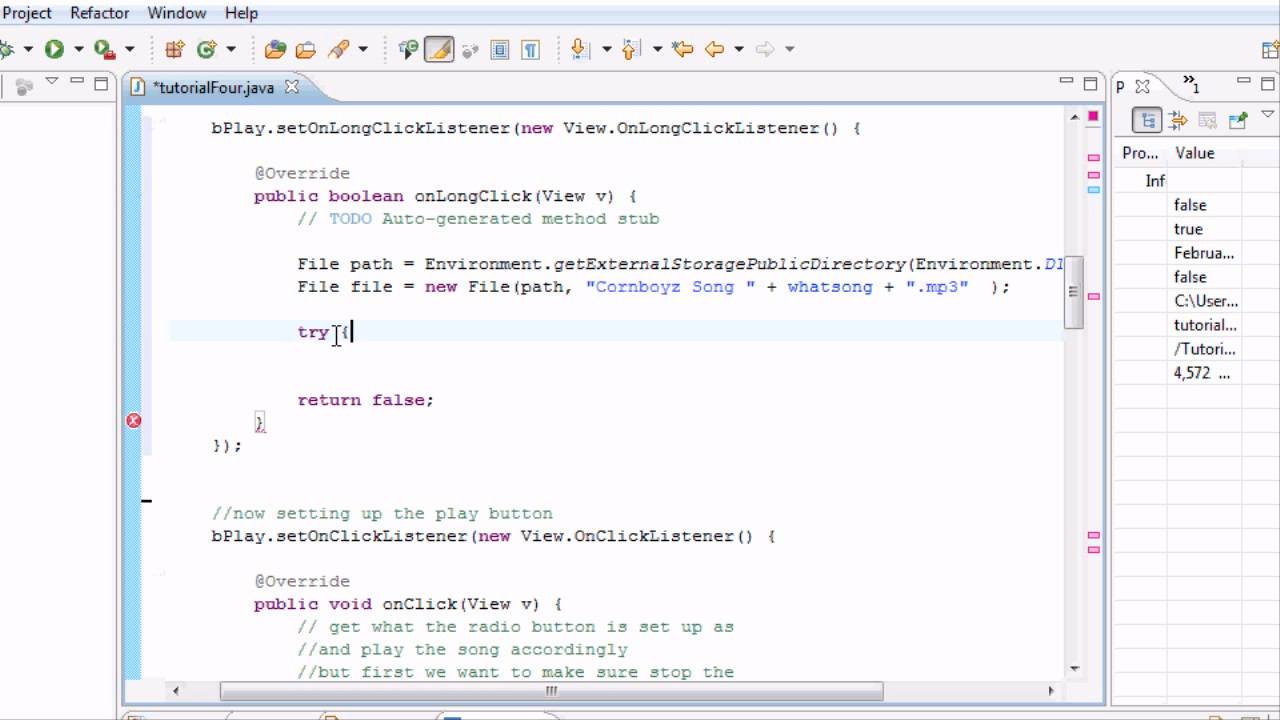 Project Refactor Window Help
*tutorialFour.java
P
1
bPlay.setOnLongClickListener(new View.OnLongClickListener() {
@Override
public boolean onLongClick(View v) {
// TODO Auto-generated method stub
File path = Environment.getExternalStoragePublicDirectory(Environment.DI
File file = new File(path, "Cornboyz Song " + whatsong + ".mp3"  );
try {
return false;
}
});
//now setting up the play button
bPlay.setOnClickListener(new View.OnClickListener() {
@Override
public void onClick(View v) {
// get what the radio button is set up as
//and play the song accordingly
//but first we want to make sure stop the
Pro... Value
Inf
false
true
Februa...
false
C:\User...
tutorial...
/Tutori...
4,572 ...